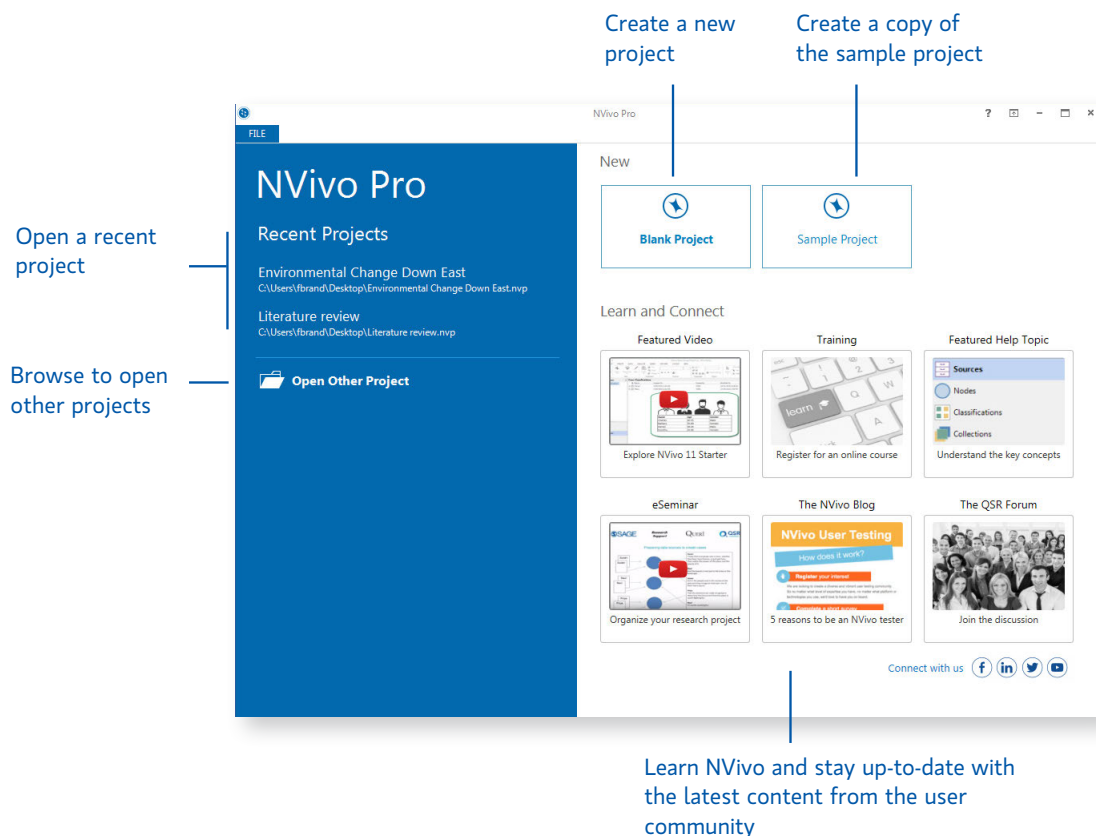 Create a new
project
Create a copy of
the sample project
NVivo Pro
?
FILE
NVivo Pro
Recent Projects
Environmental Change Down East
C:\Users\fbrand\Desktop\Environmental Change Down East.nvp
Literature review
C:\Users\fbrand\Desktop\Literature review.nvp
Open Other Project
Open a recent
project
Browse to open
other projects
New
Blank Project
Sample Project
Learn and Connect
Featured Video
Explore NVivo 11 Starter
Training
learn
Register for an online course
Featured Help Topic
Sources
Nodes
Classifications
Collections
Understand the key concepts
eSeminar
SAGE
QSR
Organize your research project
The NVivo Blog
NVivo User Testing
How does it work?
Register your interest
Complete a short survey
5 reasons to be an NVivo tester
The QSR Forum
Join the discussion
Connect with us
Learn NVivo and stay up-to-date with
the latest content from the user
community